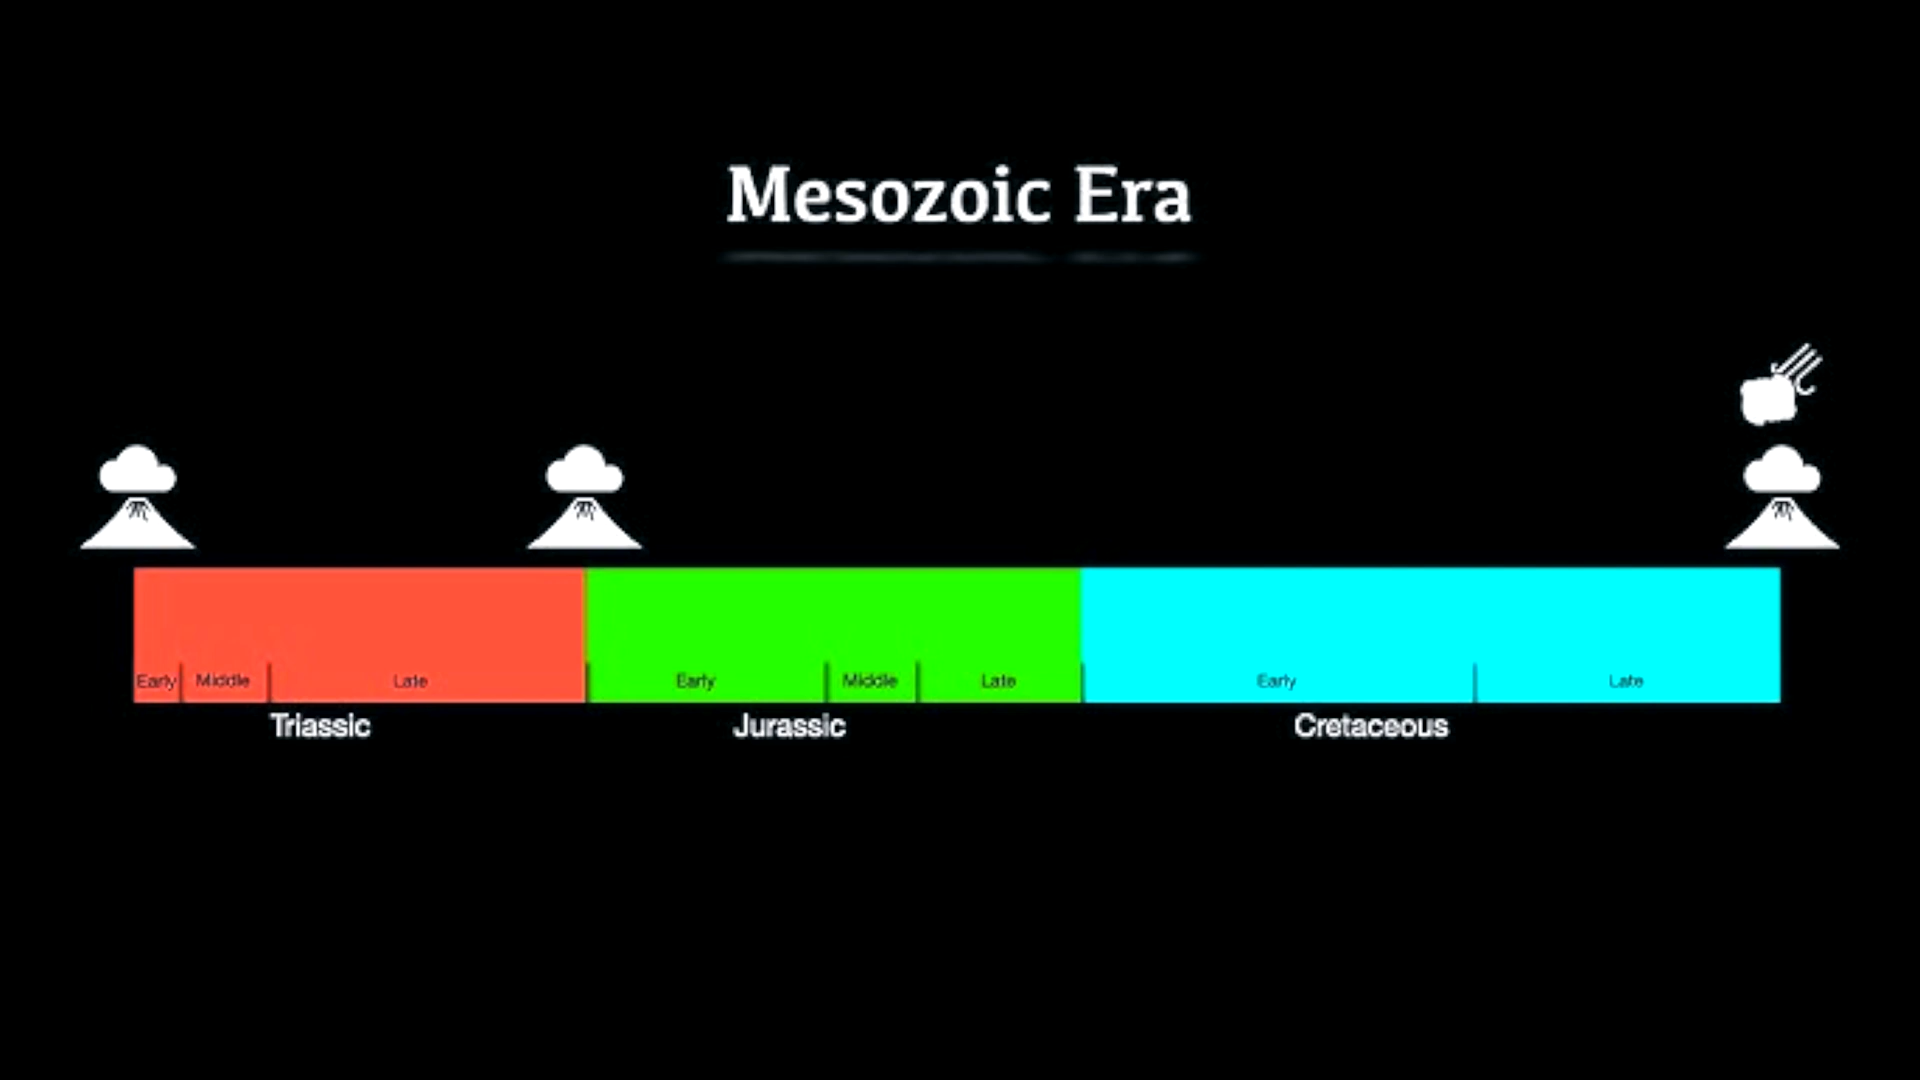 Mesozoic Era
Early Middle Late Early Middle Late Early Late
Triassic Jurassic Cretaceous